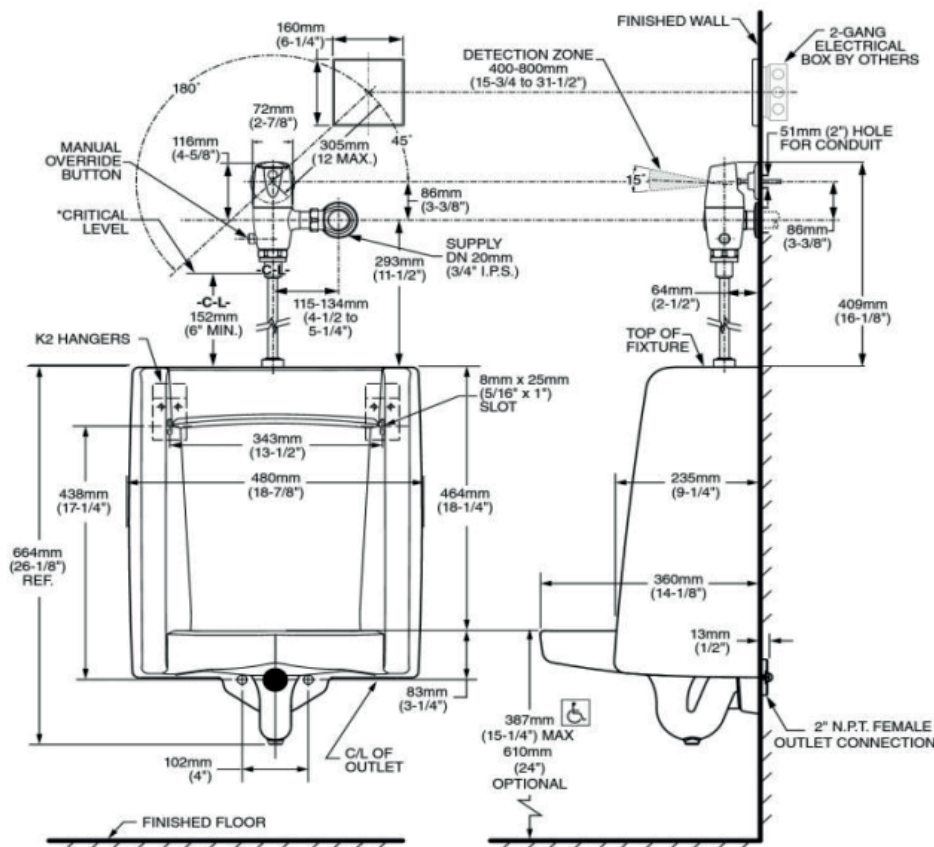 160mm
(6-1/4")
180°
72mm
(2-7/8")
116mm
(4-5/8")
305mm
(12 MAX.)
45°
MANUAL
OVERRIDE
BUTTON
*CRITICAL
LEVEL
86mm
(3-3/8")
SUPPLY
DN 20mm
(3/4" I.P.S.)
293mm
(11-1/2")
-C-L-
-C-L-
152mm
(6" MIN.)
115-134mm
(4-1/2 to
5-1/4")
K2 HANGERS
8mm x 25mm
(5/16" x 1")
SLOT
343mm
(13-1/2")
480mm
(18-7/8")
438mm
(17-1/4")
464mm
(18-1/4")
664mm
(26-1/8")
REF.
83mm
(3-1/4")
102mm
(4")
C/L OF
OUTLET
FINISHED FLOOR
FINISHED WALL
2-GANG
ELECTRICAL
BOX BY OTHERS
DETECTION ZONE
400-800mm
(15-3/4 to 31-1/2")
51mm (2") HOLE
FOR CONDUIT
15°
86mm
(3-3/8")
64mm
(2-1/2")
409mm
(16-1/8")
TOP OF
FIXTURE
235mm
(9-1/4")
360mm
(14-1/8")
13mm
(1/2")
387mm
(15-1/4") MAX
610mm
(24")
OPTIONAL
2" N.P.T. FEMALE
OUTLET CONNECTION